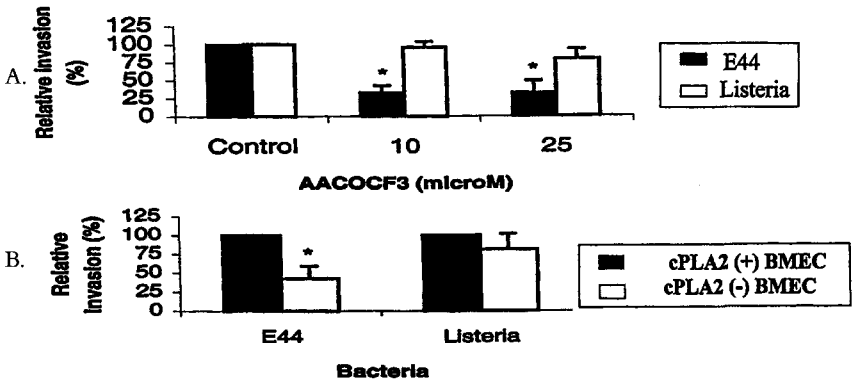 A.
Relative Invasion
(%)
125
100
75
50
25
0
Control 10 25
AACOCF3 (microM)
E44
Listeria
*
*
B.
Relative
Invasion (%)
125
100
75
50
25
0
*
E44 Listeria
Bacteria
cPLA2 (+) BMEC
cPLA2 (-) BMEC